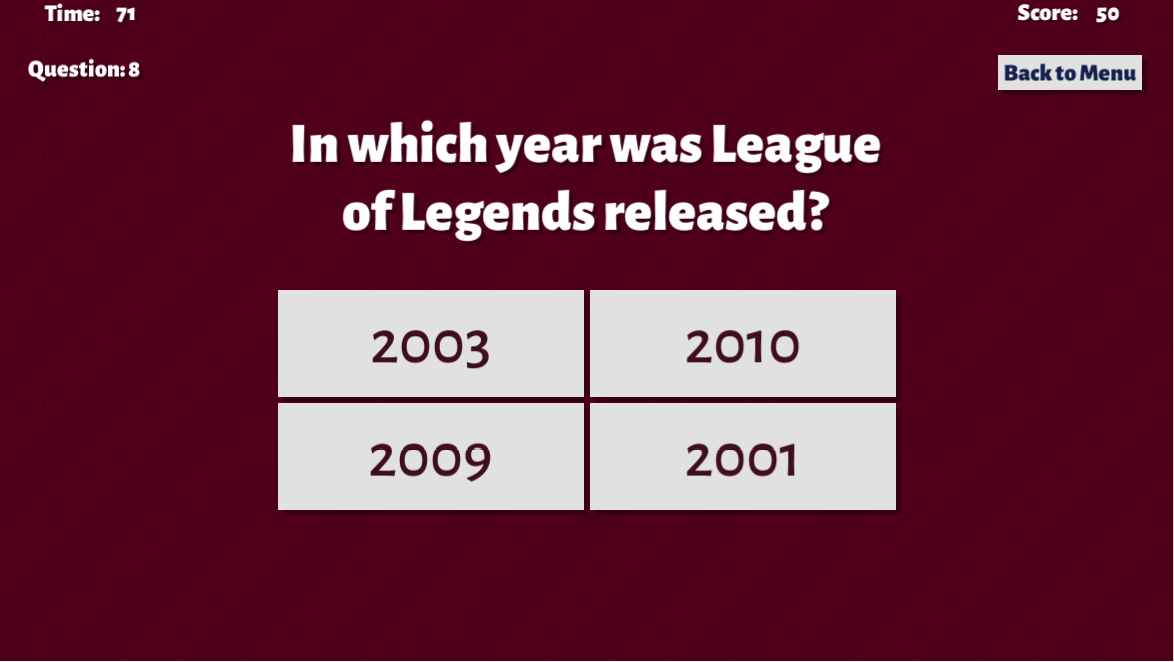 Time: 71
Score: 50
Question: 8
Back to Menu
In which year was League
of Legends released?
2003
2010
2009
2001